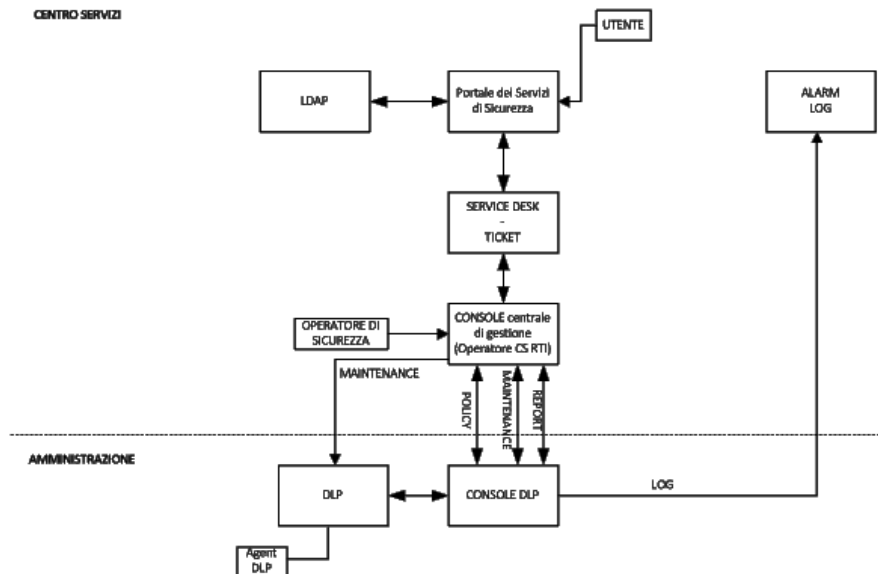 CENTRO SERVIZI
UTENTE
LDAP
Portale dei Servizi
di Sicurezza
ALARM
LOG
SERVICE DESK
-
TICKET
OPERATORE DI
SICUREZZA
CONSOLE centrale
di gestione
(Operatore CS RTI)
MAINTENANCE
POLICY
MAINTENANCE
REPORT
AMMINISTRAZIONE
DLP
CONSOLE DLP
LOG
Agent
DLP